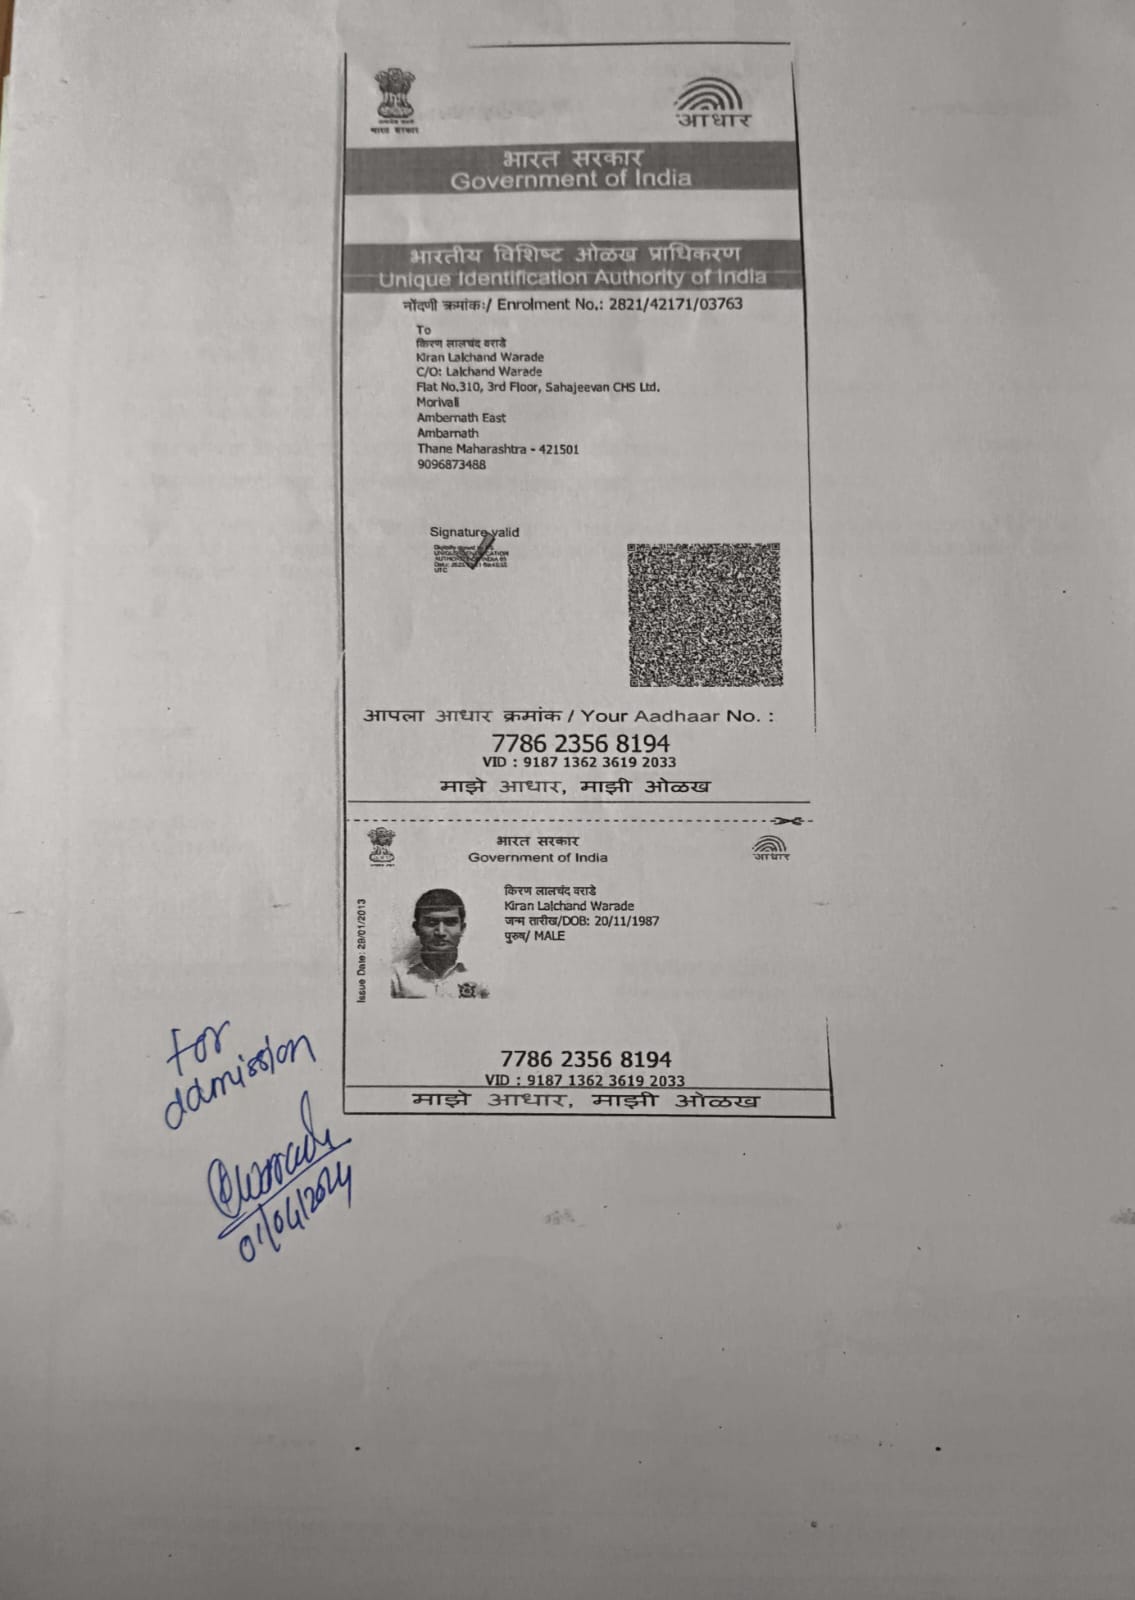 भारत सरकार
आधार
भारत सरकार
Government of India
भारतीय विशिष्ट ओळख प्राधिकरण
Unique Identification Authority of India
नोंदणी क्रमांक:/ Enrolment No.: 2821/42171/03763
To
किरण लालचंद वराडे
Kiran Lalchand Warade
C/O: Lalchand Warade
Flat No.310, 3rd Floor, Sahajeevan CHS Ltd.
Morivali
Ambernath East
Ambarnath
Thane Maharashtra - 421501
9096873488
Signature valid
आपला आधार क्रमांक / Your Aadhaar No. :
7786 2356 8194
VID : 9187 1362 3619 2033
माझे आधार, माझी ओळख
भारत सरकार
Government of India
आधार
Issue Date: 29/01/2013
किरण लालचंद वराडे
Kiran Lalchand Warade
जन्म तारीख/DOB: 20/11/1987
पुरुष/ MALE
7786 2356 8194
VID : 9187 1362 3619 2033
माझे आधार, माझी ओळख
For
admission
01/04/2024